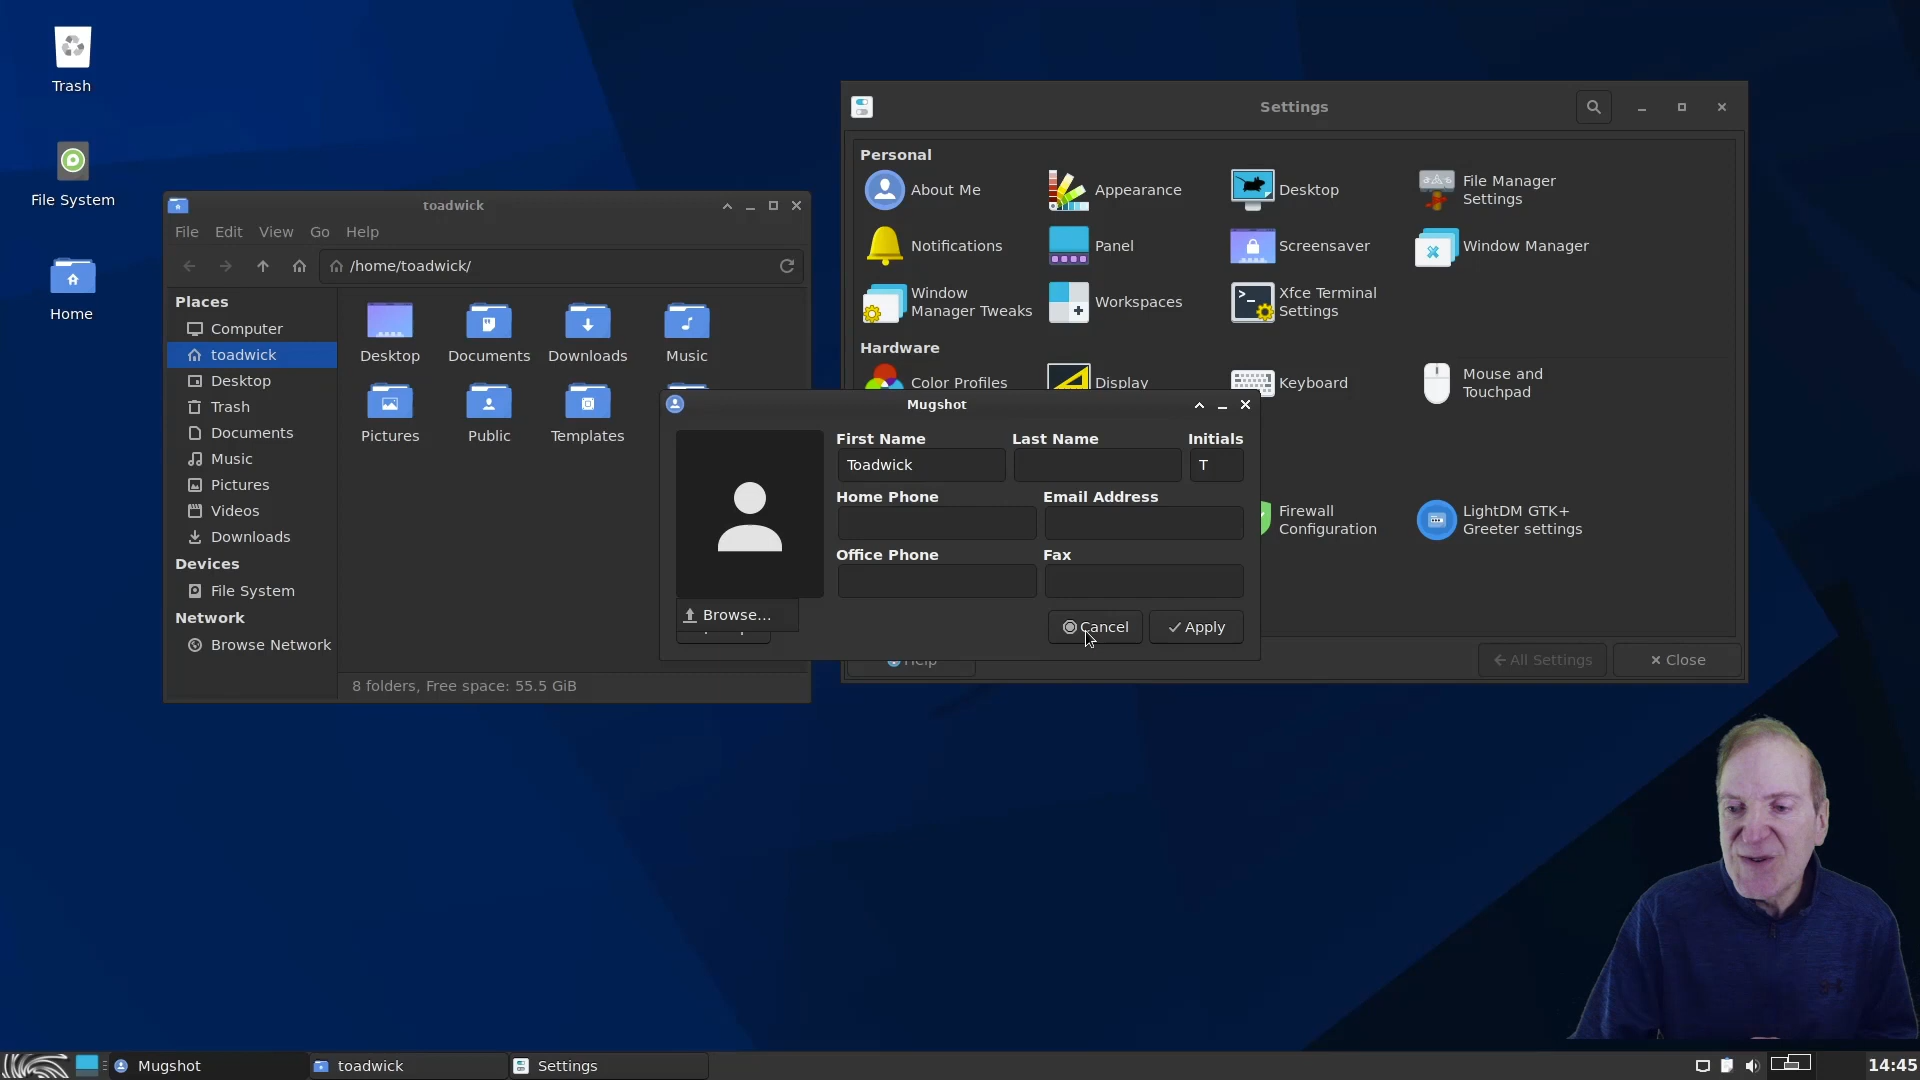 Trash
File System
Home
toadwick
File Edit View Go Help
/home/toadwick/
Places
Computer
toadwick
Desktop
Trash
Documents
Music
Pictures
Videos
Downloads
Devices
File System
Network
Browse Network
Desktop Documents Downloads Music
Pictures Public Templates
8 folders, Free space: 55.5 GiB
Settings
Personal
About Me
Appearance
Desktop
File Manager
Settings
Notifications
Panel
Screensaver
Window Manager
Window
Manager Tweaks
Workspaces
Xfce Terminal
Settings
Hardware
Color Profiles
Display
Keyboard
Mouse and
Touchpad
Firewall
Configuration
LightDM GTK+
Greeter settings
Help
All Settings
Close
Mugshot
First Name Last Name Initials
Toadwick T
Home Phone Email Address
Office Phone Fax
Browse...
Cancel Apply
Mugshot toadwick Settings 14:45